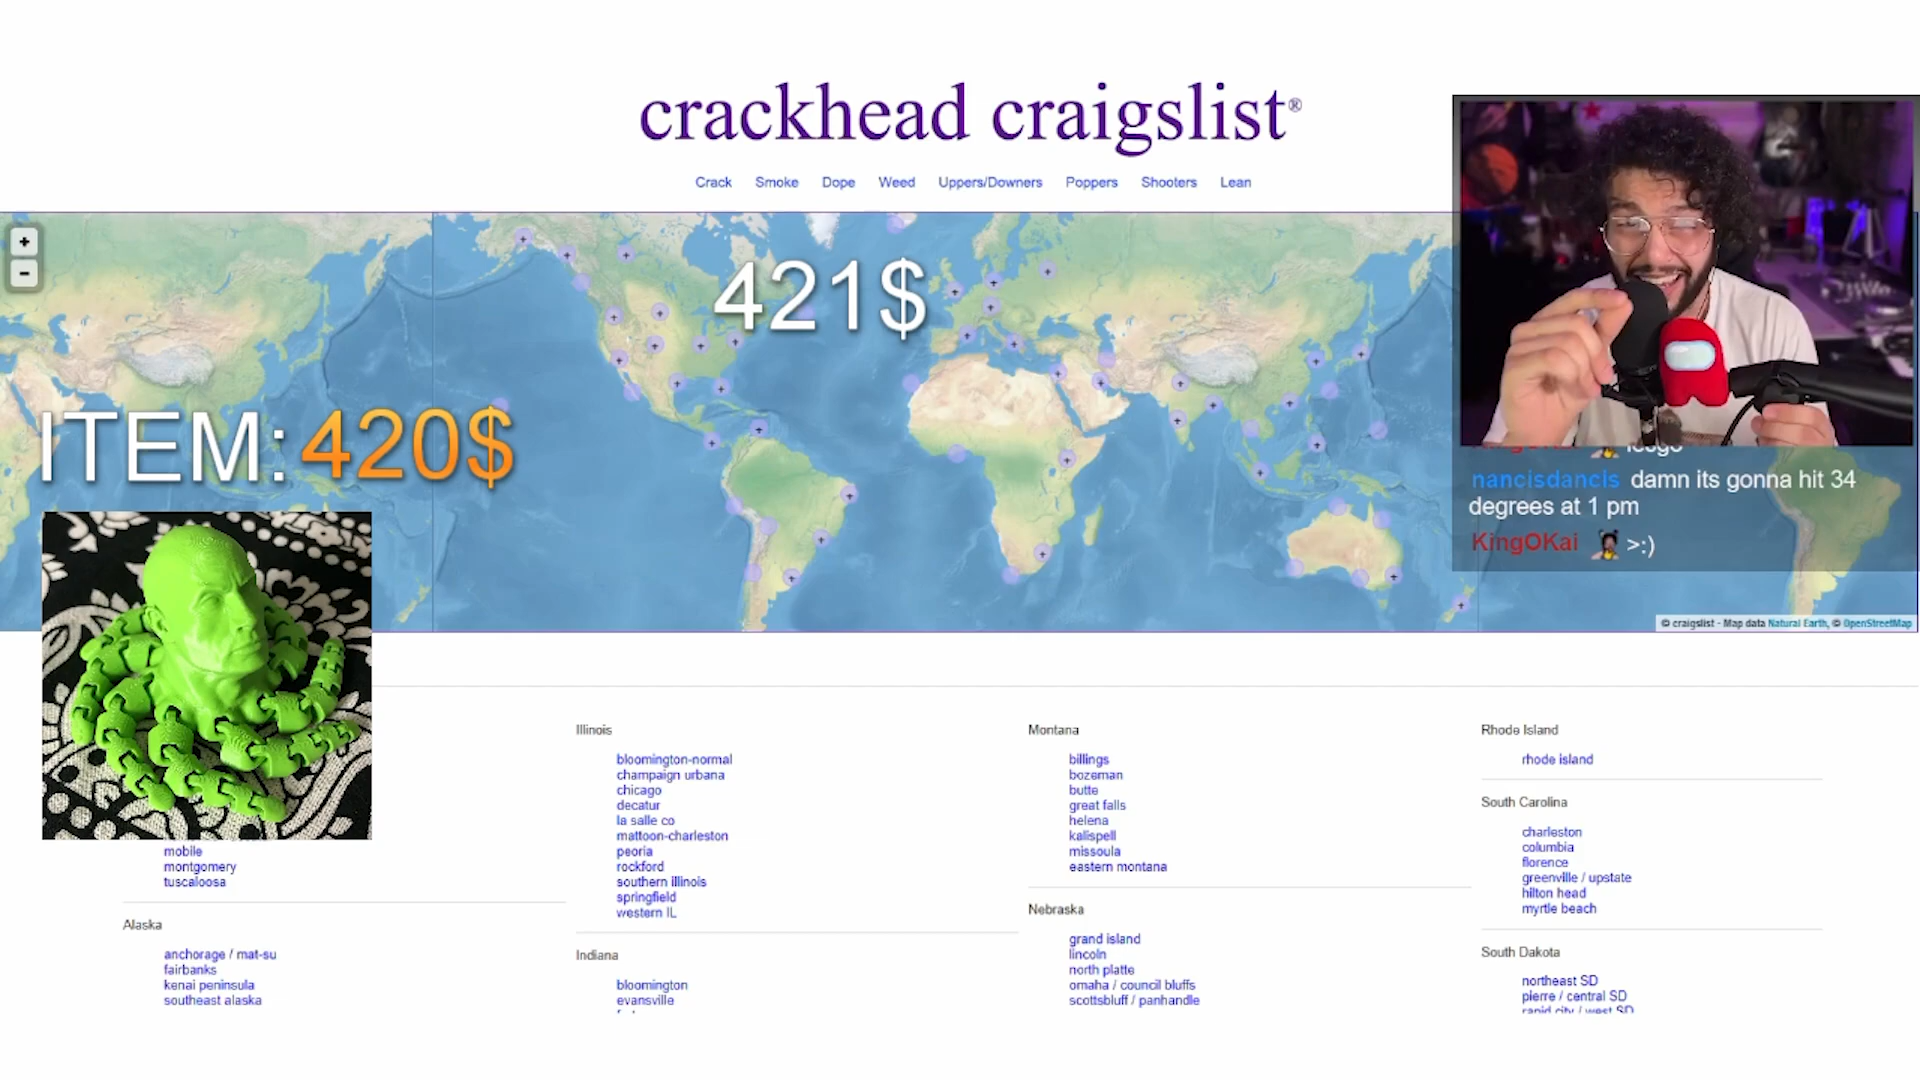 crackhead craigslist®
Crack Smoke Dope Weed Uppers/Downers Poppers Shooters Lean
+
−
421$
ITEM: 420$
nancisdancis damn its gonna hit 34
degrees at 1 pm
KingOKai >:)
© craigslist - Map data Natural Earth, © OpenStreetMap
mobile
montgomery
tuscaloosa
Alaska
anchorage / mat-su
fairbanks
kenai peninsula
southeast alaska
Illinois
bloomington-normal
champaign urbana
chicago
decatur
la salle co
mattoon-charleston
peoria
rockford
southern illinois
springfield
western IL
Indiana
bloomington
evansville
Montana
billings
bozeman
butte
great falls
helena
kalispell
missoula
eastern montana
Nebraska
grand island
lincoln
north platte
omaha / council bluffs
scottsbluff / panhandle
Rhode Island
rhode island
South Carolina
charleston
columbia
florence
greenville / upstate
hilton head
myrtle beach
South Dakota
northeast SD
pierre / central SD
rapid city / west SD